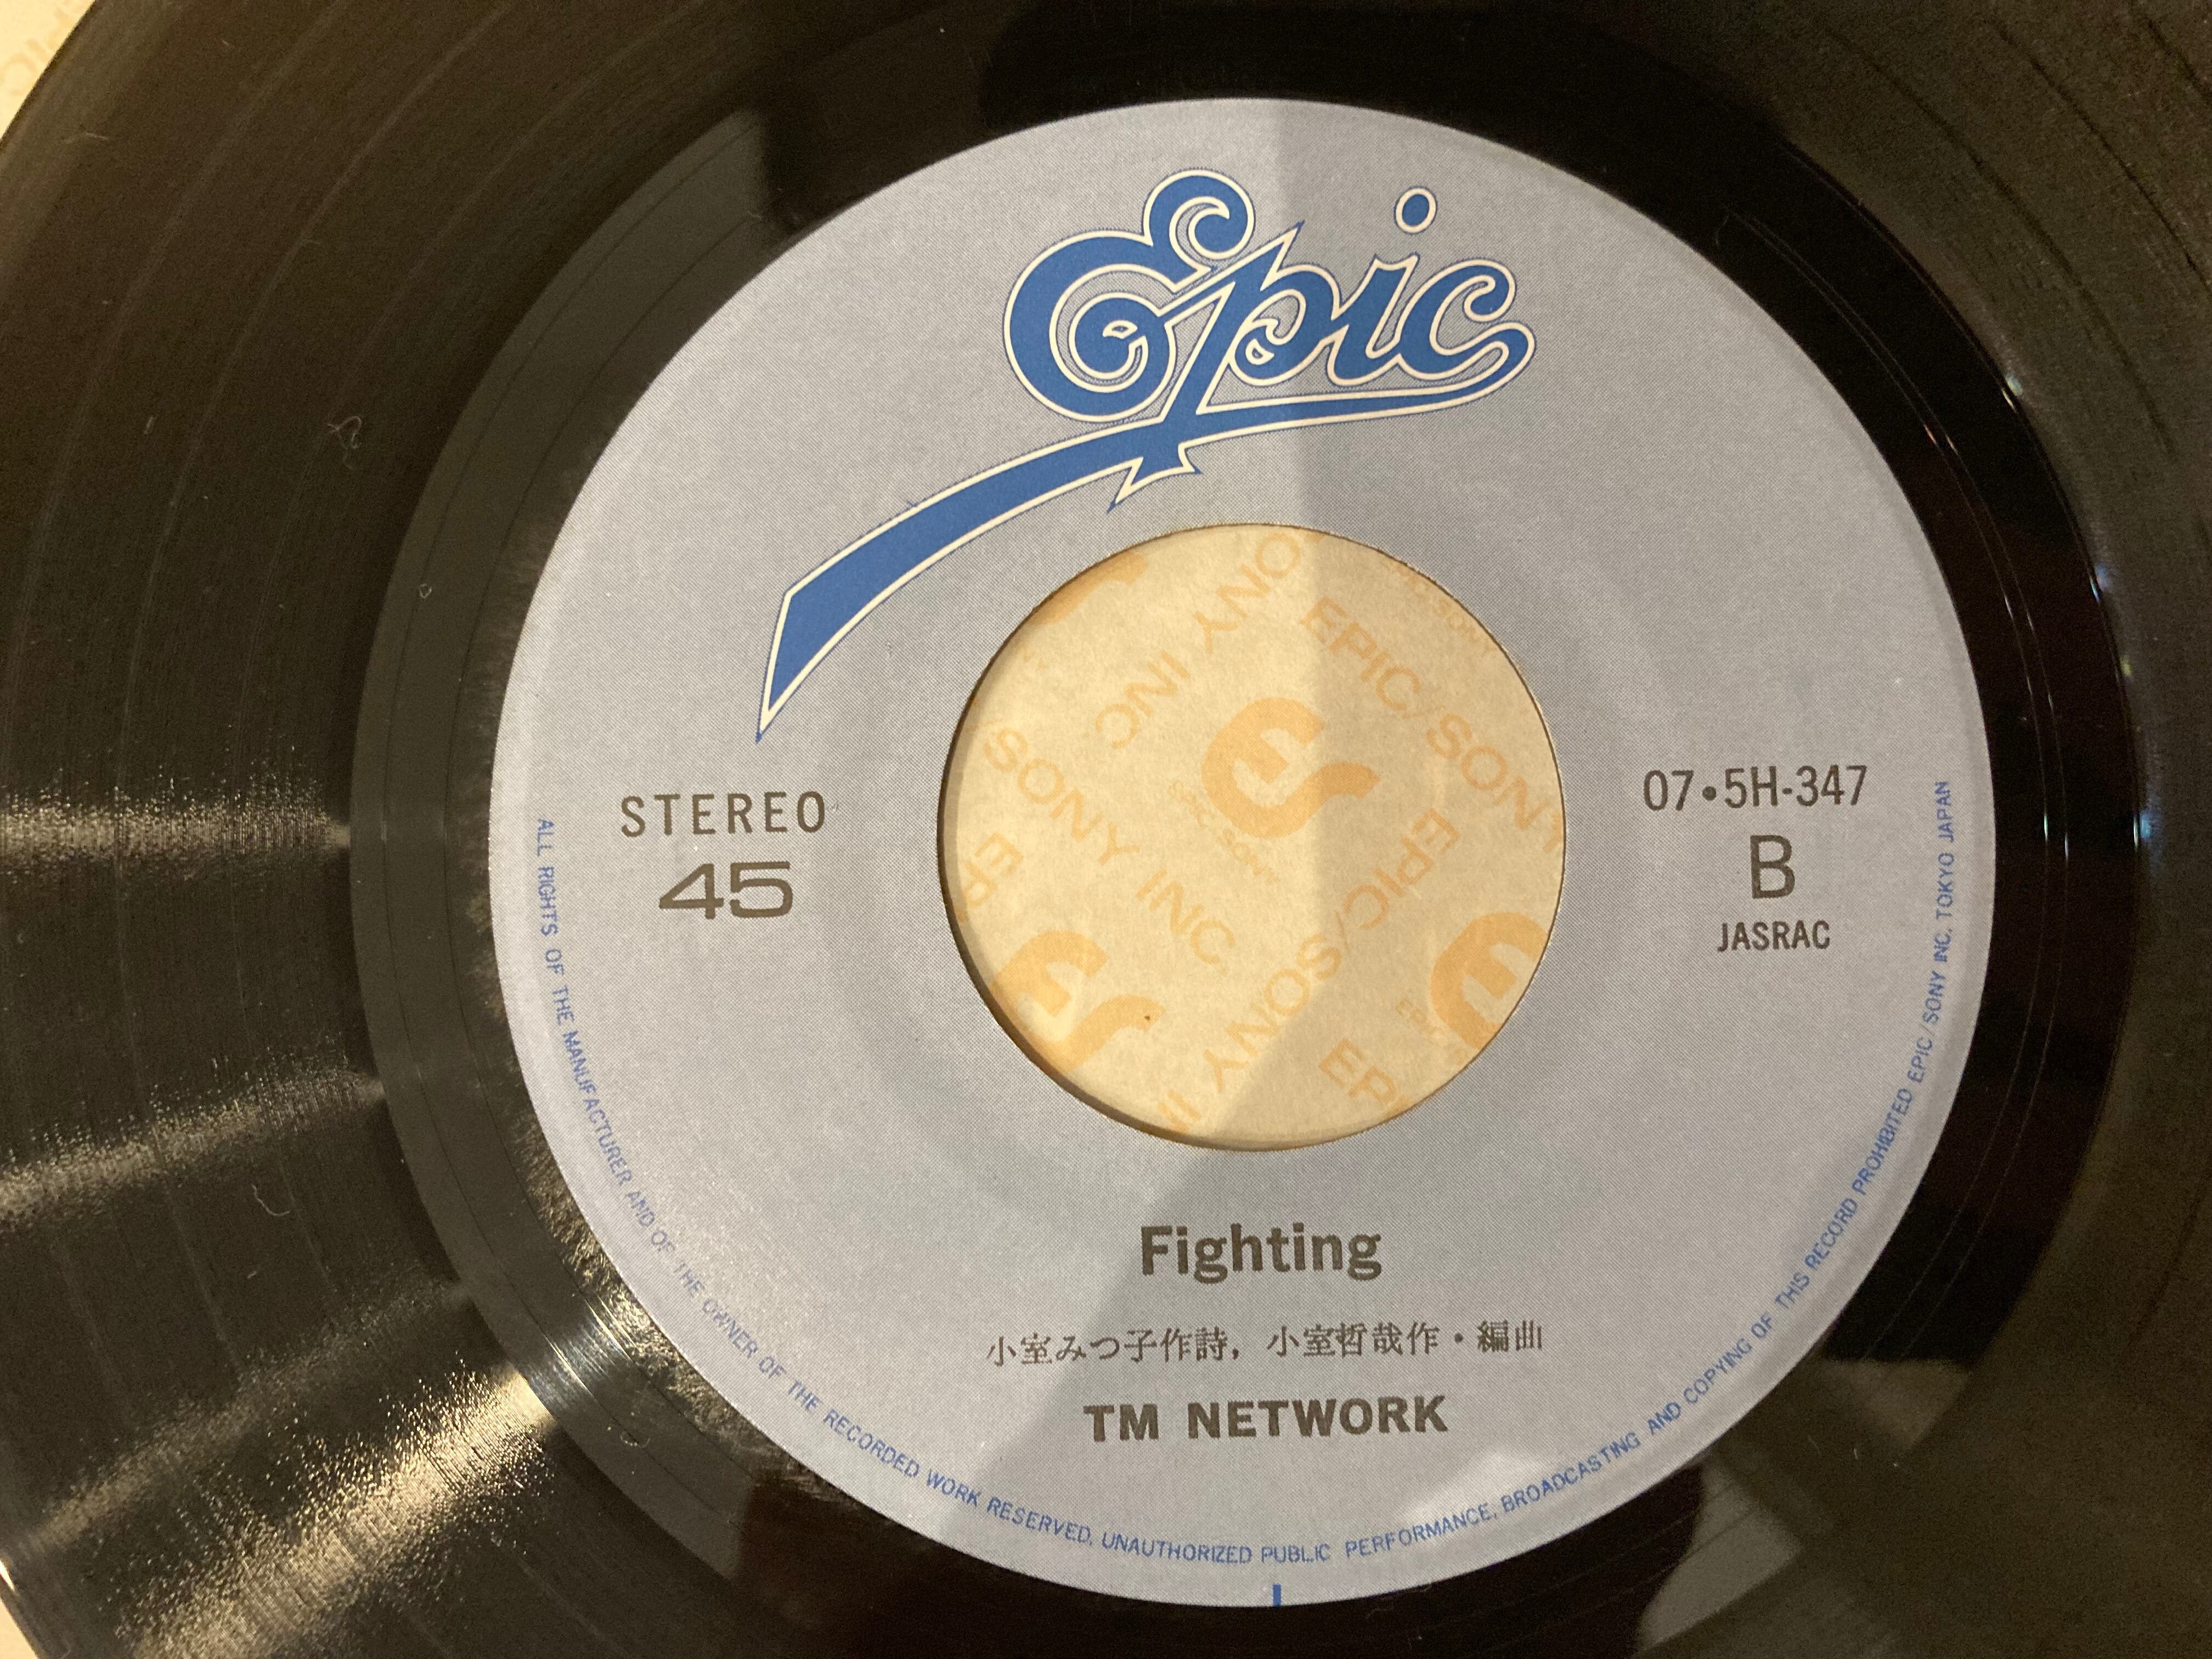 Epic
STEREO
45
07•5H-347
B
JASRAC
SONY INC
EPIC/SONY
SONY INC.
EPIC/SONY
EPIC SONY
EP
Fighting
小室みつ子作詩，小室哲哉作・編曲
TM NETWORK
ALL RIGHTS OF THE MANUFACTURER AND OF THE OWNER OF THE RECORDED WORK RESERVED. UNAUTHORIZED PUBLIC PERFORMANCE, BROADCASTING AND COPYING OF THIS RECORD PROHIBITED EPIC/SONY INC. TOKYO JAPAN